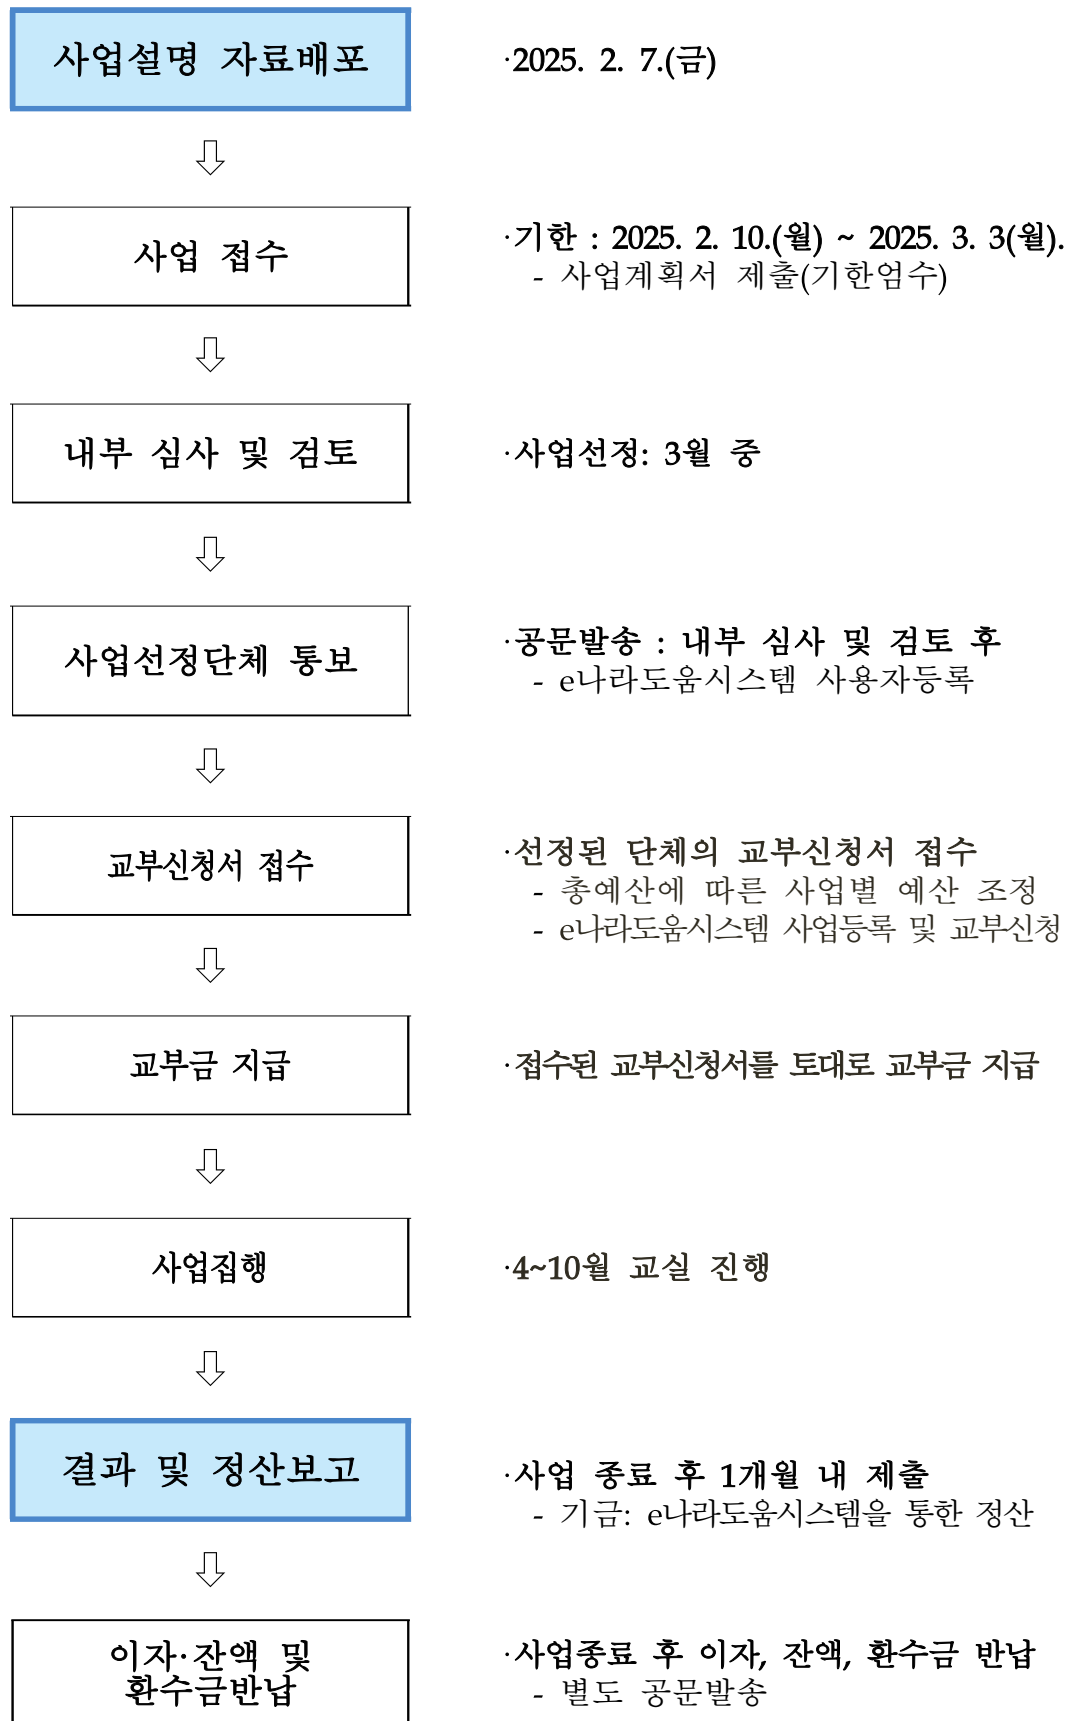 사업설명 자료배포
·2025. 2. 7.(금)
사업 접수
·기한 : 2025. 2. 10.(월) ~ 2025. 3. 3(월).
- 사업계획서 제출(기한엄수)
내부 심사 및 검토
·사업선정: 3월 중
사업선정단체 통보
·공문발송 : 내부 심사 및 검토 후
- e나라도움시스템 사용자등록
교부신청서 접수
·선정된 단체의 교부신청서 접수
- 총예산에 따른 사업별 예산 조정
- e나라도움시스템 사업등록 및 교부신청
교부금 지급
·접수된 교부신청서를 토대로 교부금 지급
사업집행
·4~10월 교실 진행
결과 및 정산보고
·사업 종료 후 1개월 내 제출
- 기금: e나라도움시스템을 통한 정산
이자·잔액 및
환수금반납
·사업종료 후 이자, 잔액, 환수금 반납
- 별도 공문발송